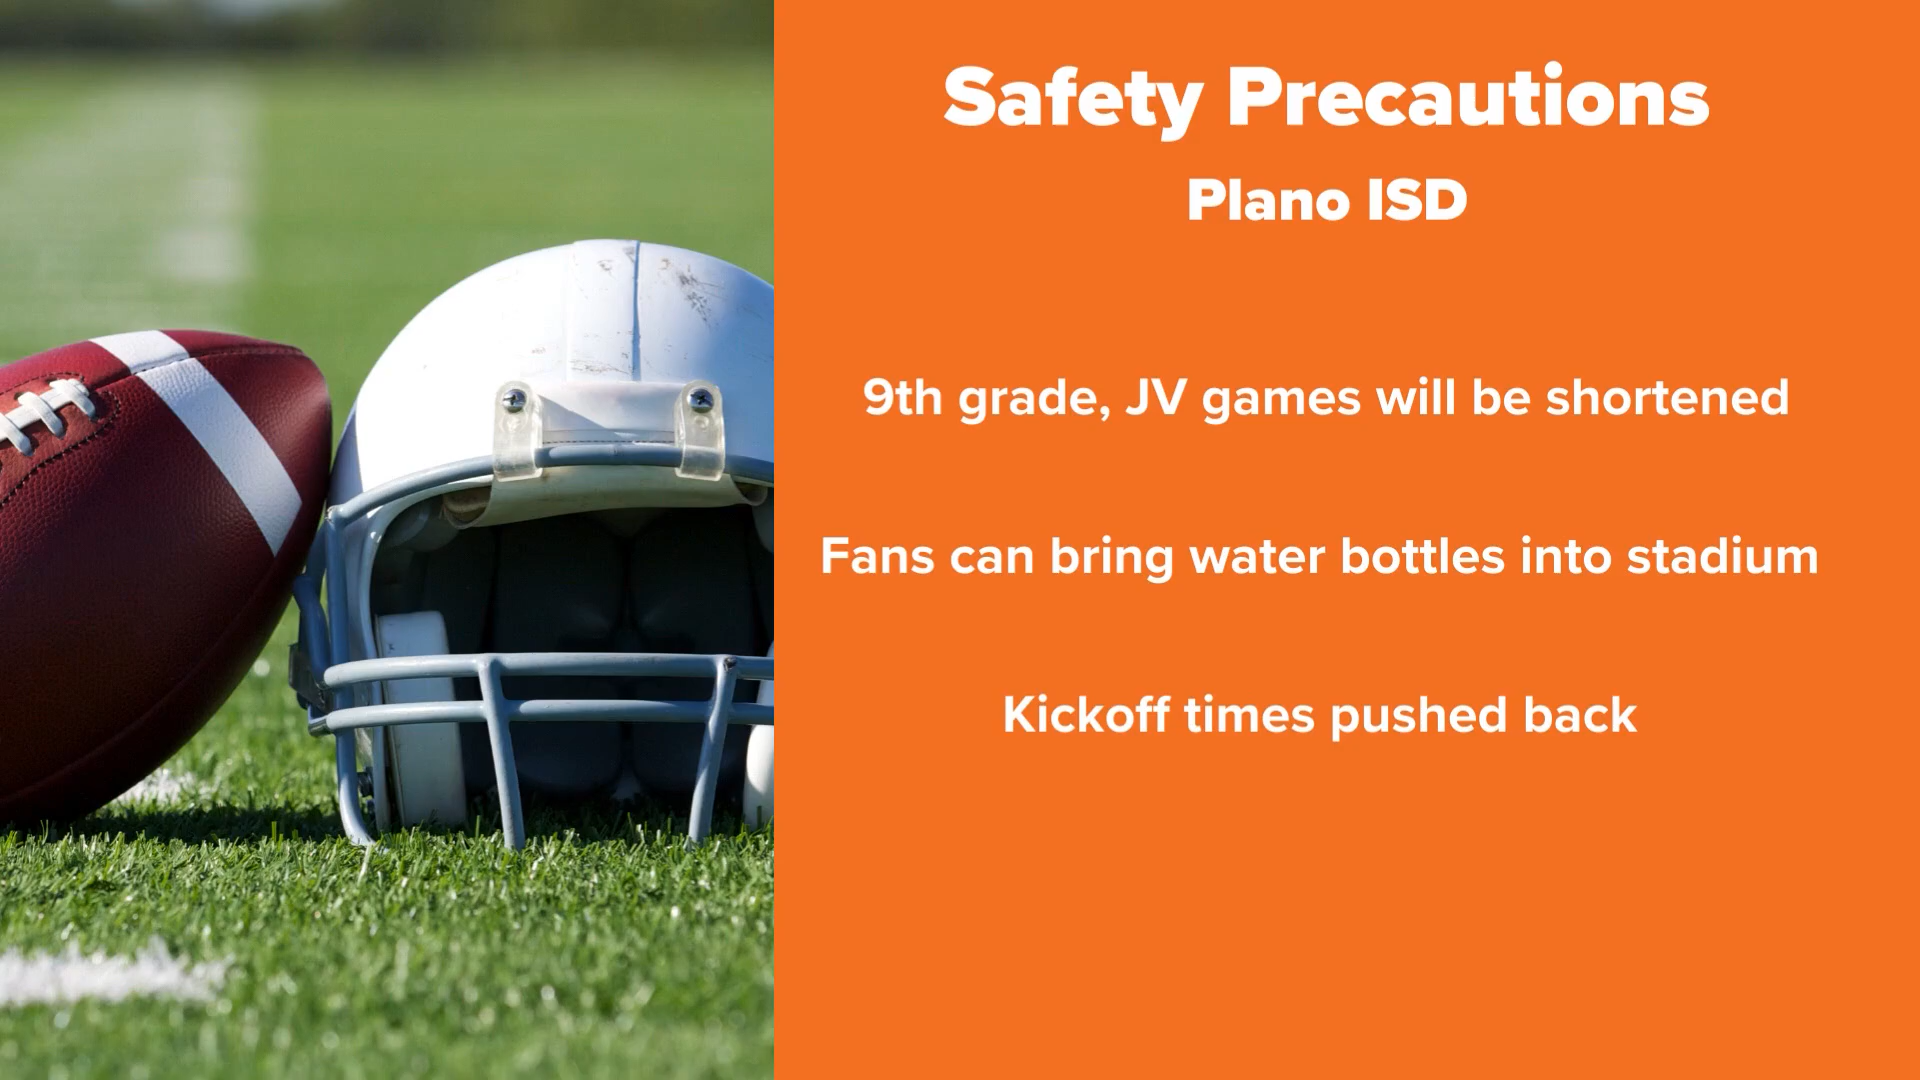 Safety Precautions
Plano ISD
9th grade, JV games will be shortened
Fans can bring water bottles into stadium
Kickoff times pushed back